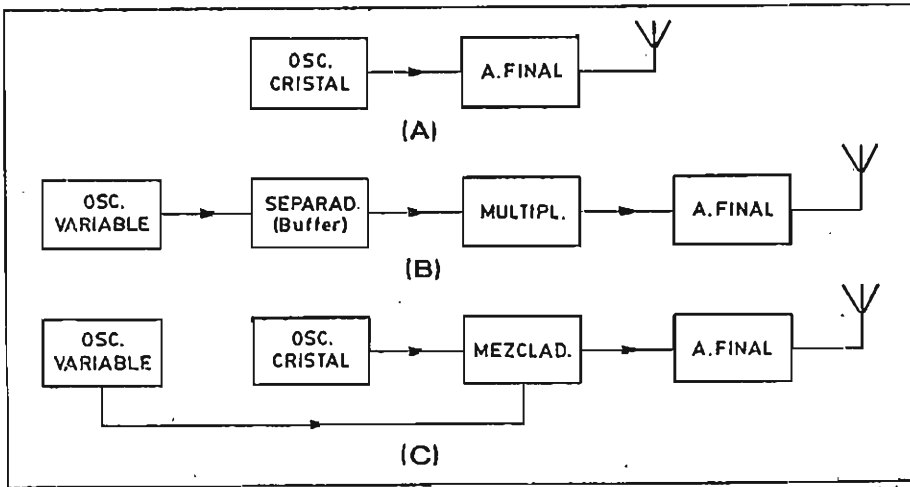 OSC.
CRISTAL
A.FINAL
(A)
OSC.
VARIABLE
SEPARAD.
(Buffer)
MULTIPL.
A.FINAL
(B)
OSC.
VARIABLE
OSC.
CRISTAL
MEZCLAD.
A.FINAL
(C)